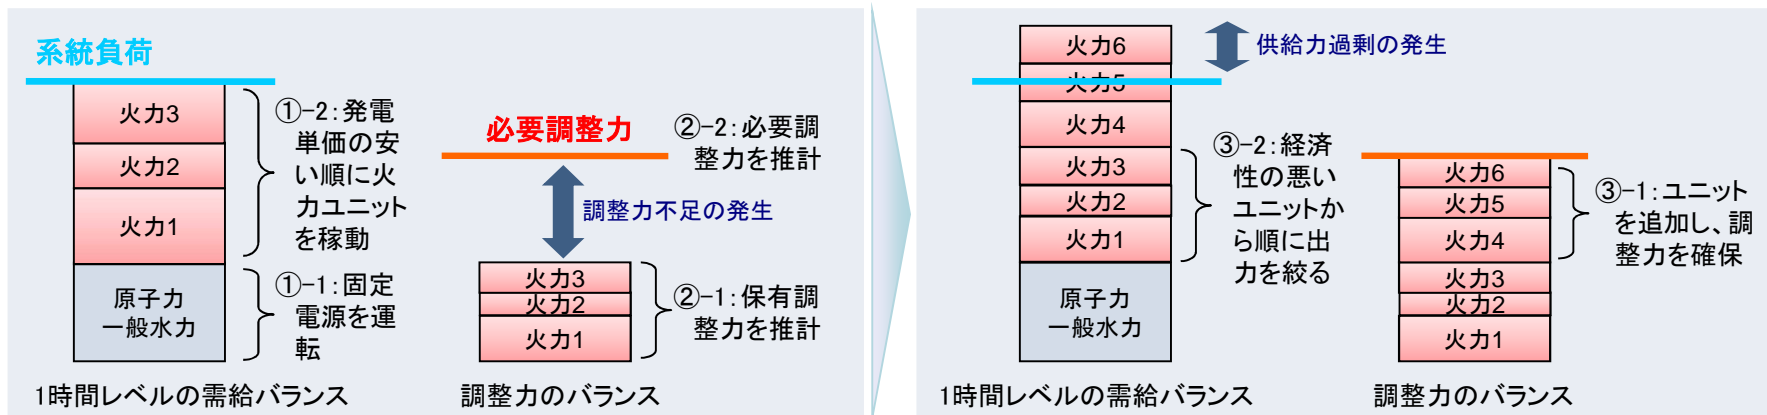 系統負荷
火力3
火力2
火力1
原子力
一般水力
①-2:発電
単価の安
い順に火
力ユニット
を稼動
①-1:固定
電源を運
転
1時間レベルの需給バランス
必要調整力
②-2:必要調
整力を推計
調整力不足の発生
火力3
火力2
火力1
②-1:保有調
整力を推計
調整力のバランス
火力6
火力5
火力4
火力3
火力2
火力1
原子力
一般水力
供給力過剰の発生
③-2:経済
性の悪い
ユニットか
ら順に出
力を絞る
1時間レベルの需給バランス
火力6
火力5
火力4
火力3
火力2
火力1
③-1:ユニット
を追加し、調
整力を確保
調整力のバランス